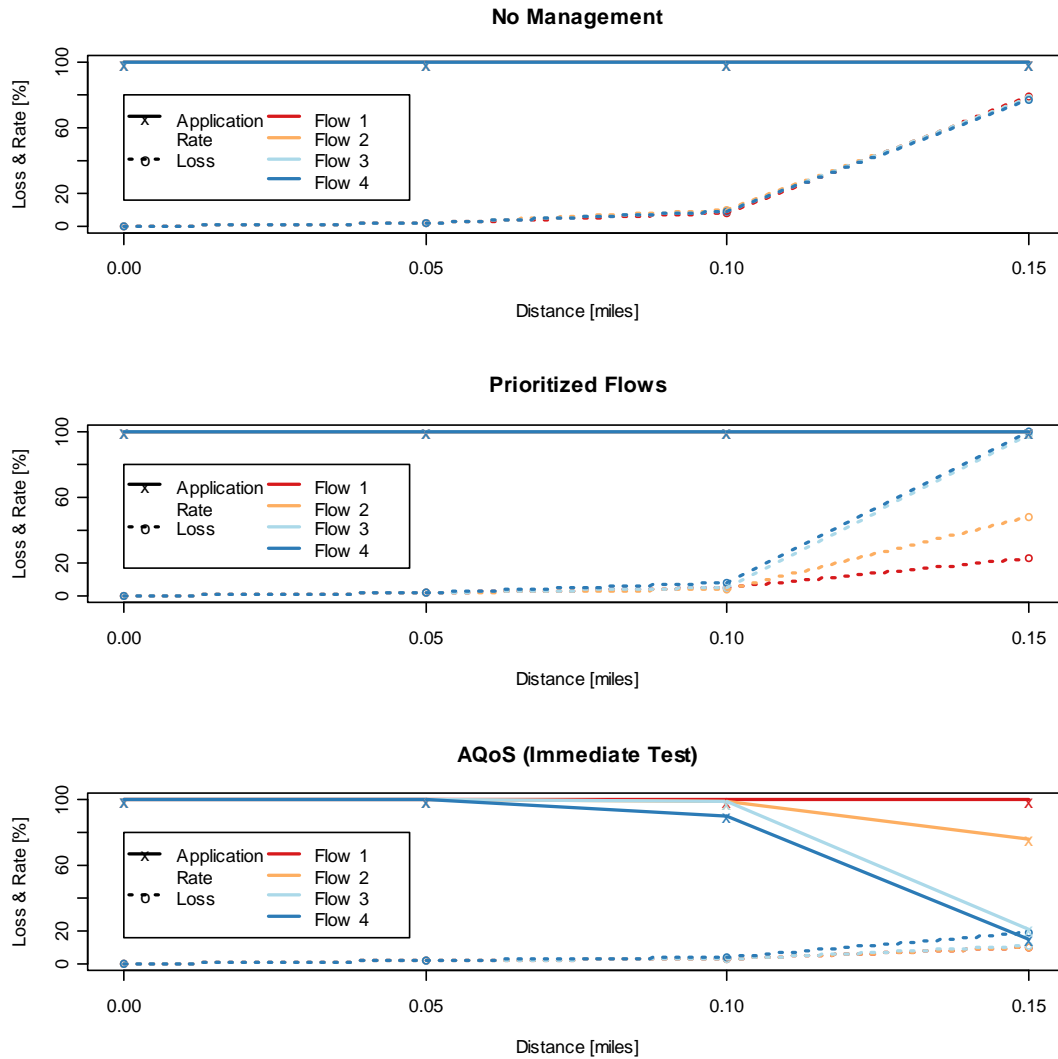 No Management
Loss & Rate [%]
100
60
20
0
x Application Flow 1
Rate Flow 2
o Loss Flow 3
Flow 4
0.00 0.05 0.10 0.15
Distance [miles]
Prioritized Flows
Loss & Rate [%]
100
60
20
0
x Application Flow 1
Rate Flow 2
o Loss Flow 3
Flow 4
0.00 0.05 0.10 0.15
Distance [miles]
AQoS (Immediate Test)
Loss & Rate [%]
100
60
20
0
x Application Flow 1
Rate Flow 2
o Loss Flow 3
Flow 4
0.00 0.05 0.10 0.15
Distance [miles]